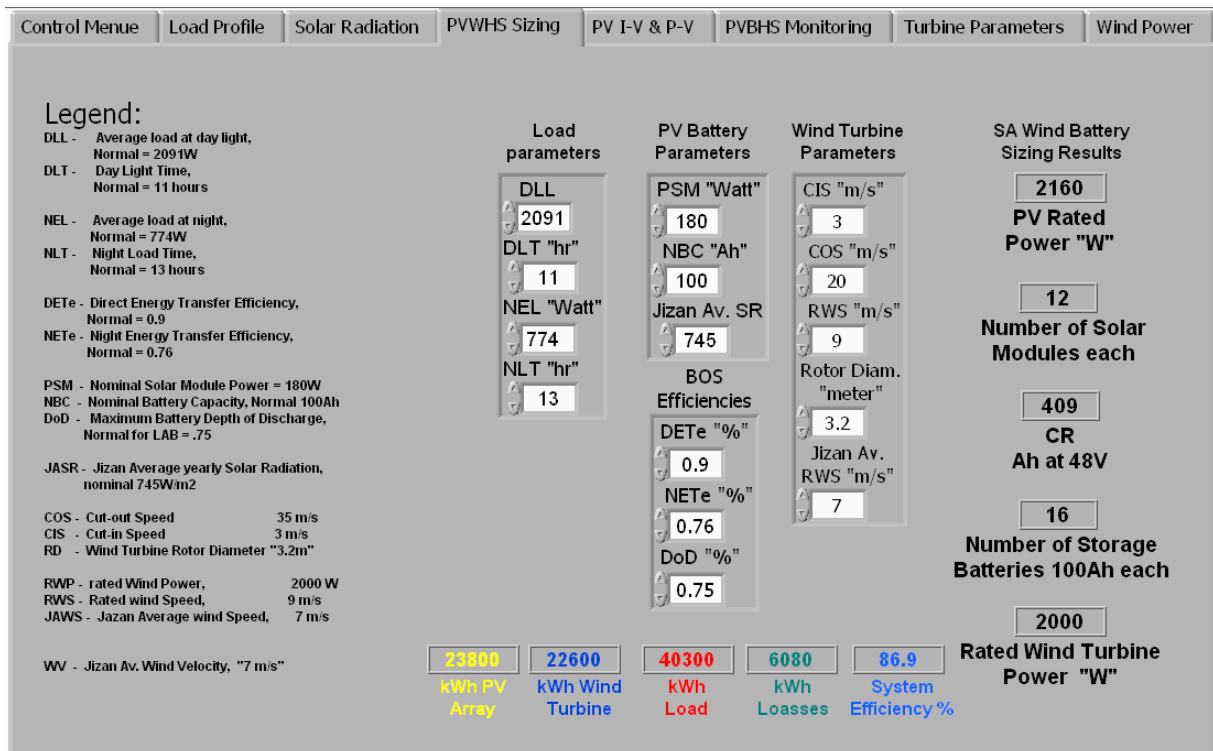 Control Menue
Load Profile
Solar Radiation
PVWHS Sizing
PV I-V & P-V
PVBHS Monitoring
Turbine Parameters
Wind Power
Legend:
DLL - Average load at day light,
Normal = 2091W
DLT - Day Light Time,
Normal = 11 hours
NEL - Average load at night,
Normal = 774W
NLT - Night Load Time,
Normal = 13 hours
DETe - Direct Energy Transfer Efficiency,
Normal = 0.9
NETe - Night Energy Transfer Efficiency,
Normal = 0.76
PSM - Nominal Solar Module Power = 180W
NBC - Nominal Battery Capacity, Normal 100Ah
DoD - Maximum Battery Depth of Discharge,
Normal for LAB = .75
JASR - Jizan Average yearly Solar Radiation,
nominal 745W/m2
COS - Cut-out Speed 35 m/s
CIS - Cut-in Speed 3 m/s
RD - Wind Turbine Rotor Diameter "3.2m"
RWP - rated Wind Power, 2000 W
RWS - Rated wind Speed, 9 m/s
JAWS - Jazan Average wind Speed, 7 m/s
WV - Jizan Av. Wind Velocity, "7 m/s"
Load
parameters
DLL
2091
DLT "hr"
11
NEL "Watt"
774
NLT "hr"
13
PV Battery
Parameters
PSM "Watt"
180
NBC "Ah"
100
Jizan Av. SR
745
BOS
Efficiencies
DETe "%"
0.9
NETe "%"
0.76
DoD "%"
0.75
Wind Turbine
Parameters
CIS "m/s"
3
COS "m/s"
20
RWS "m/s"
9
Rotor Diam.
"meter"
3.2
Jizan Av.
RWS "m/s"
7
SA Wind Battery
Sizing Results
2160
PV Rated
Power "W"
12
Number of Solar
Modules each
409
CR
Ah at 48V
16
Number of Storage
Batteries 100Ah each
2000
Rated Wind Turbine
Power "W"
23800
kWh PV
Array
22600
kWh Wind
Turbine
40300
kWh
Load
6080
kWh
Loasses
86.9
System
Efficiency %